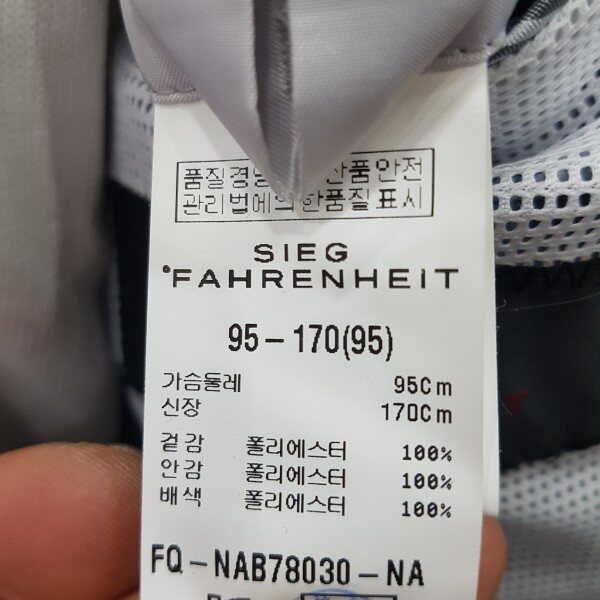 품질경 산품안전
관리법에의 한품질표시
SIEG
°FAHRENHEIT
95-170(95)
가슴둘레 95Cm
신장 170Cm
겉감 폴리에스터 100%
안감 폴리에스터 100%
배색 폴리에스터 100%
FQ-NAB78030-NA